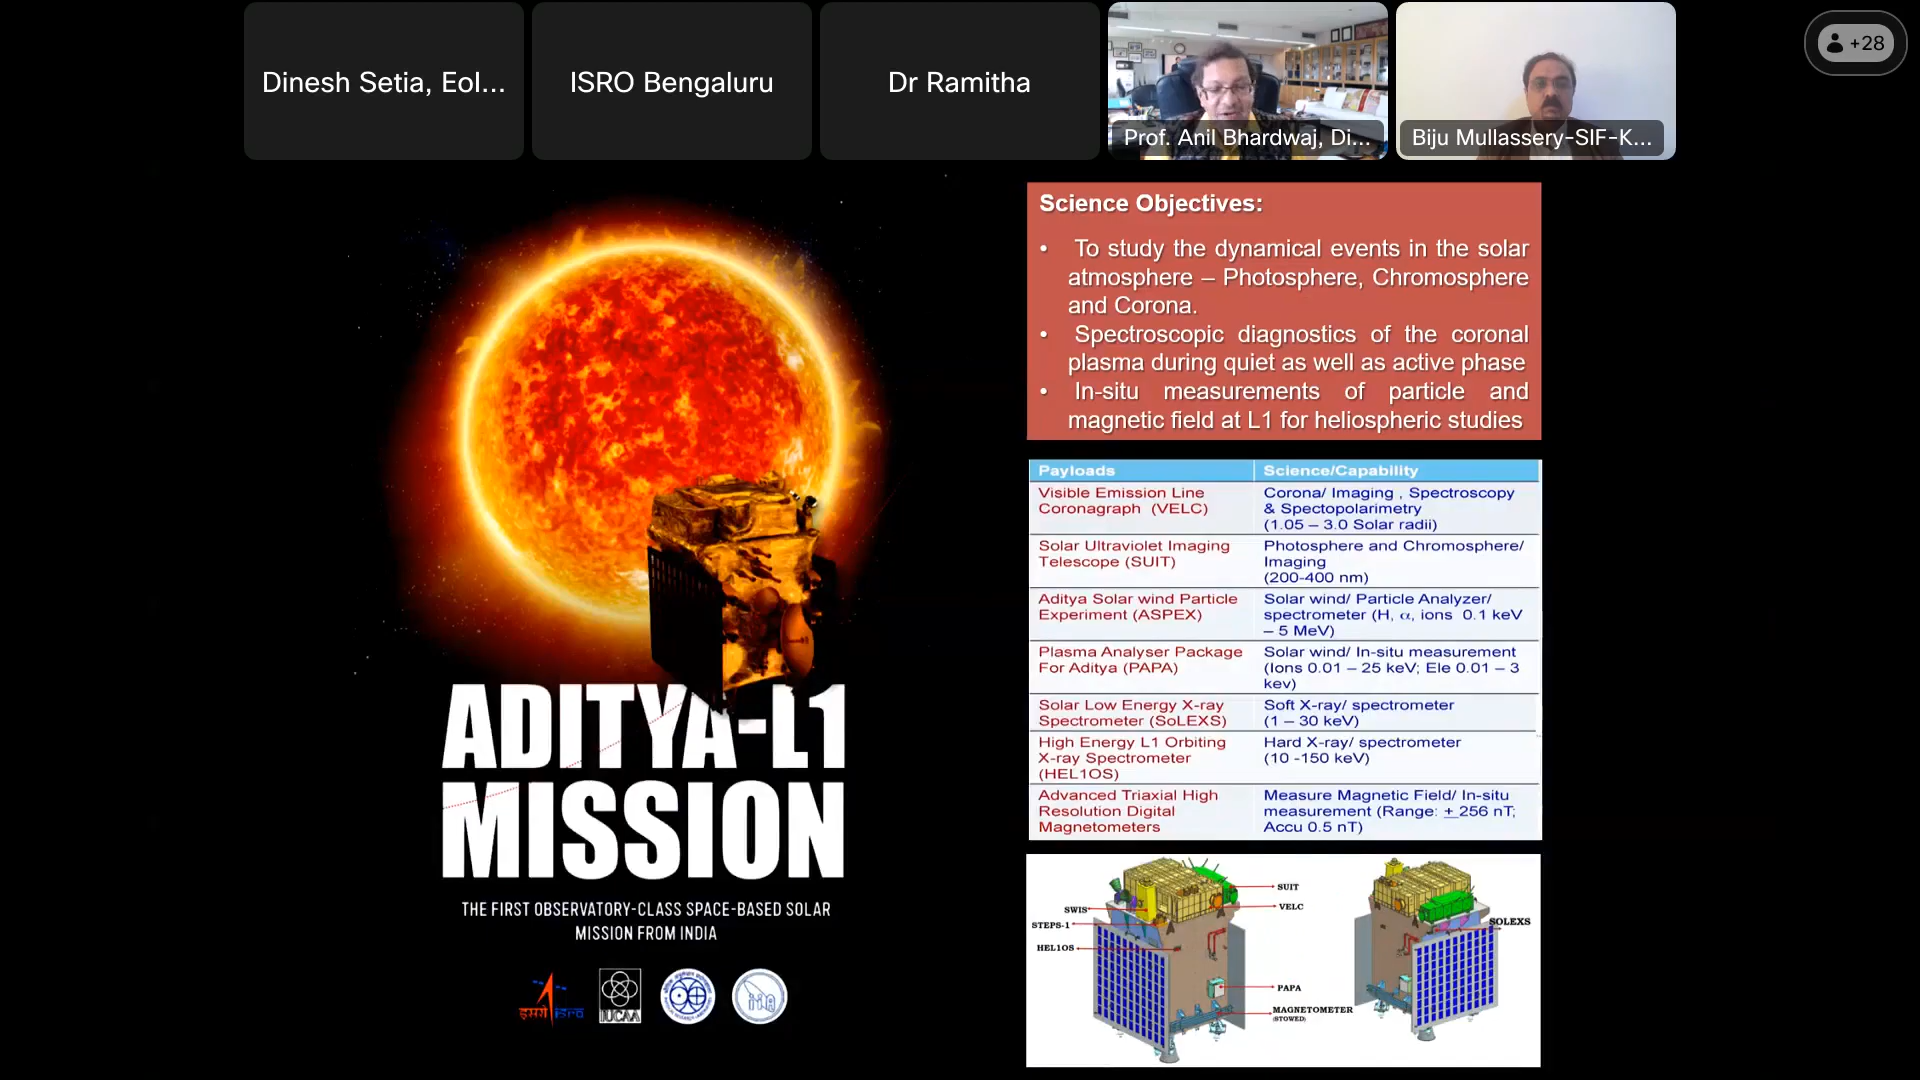 Dinesh Setia, Eol...
ISRO Bengaluru
Dr Ramitha
Prof. Anil Bhardwaj, Di...
Biju Mullassery-SIF-K...
+28
ADITYA-L1
MISSION
THE FIRST OBSERVATORY-CLASS SPACE-BASED SOLAR
MISSION FROM INDIA
इसरो isro
IUCAA
Science Objectives:
• To study the dynamical events in the solar
atmosphere – Photosphere, Chromosphere
and Corona.
• Spectroscopic diagnostics of the coronal
plasma during quiet as well as active phase
• In-situ measurements of particle and
magnetic field at L1 for heliospheric studies
Payloads Science/Capability
Visible Emission Line
Coronagraph (VELC)
Corona/ Imaging , Spectroscopy
& Spectopolarimetry
(1.05 – 3.0 Solar radii)
Solar Ultraviolet Imaging
Telescope (SUIT)
Photosphere and Chromosphere/
Imaging
(200-400 nm)
Aditya Solar wind Particle
Experiment (ASPEX)
Solar wind/ Particle Analyzer/
spectrometer (H, α, ions 0.1 keV
– 5 MeV)
Plasma Analyser Package
For Aditya (PAPA)
Solar wind/ In-situ measurement
(Ions 0.01 – 25 keV; Ele 0.01 – 3
kev)
Solar Low Energy X-ray
Spectrometer (SoLEXS)
Soft X-ray/ spectrometer
(1 – 30 keV)
High Energy L1 Orbiting
X-ray Spectrometer
(HEL1OS)
Hard X-ray/ spectrometer
(10 -150 keV)
Advanced Triaxial High
Resolution Digital
Magnetometers
Measure Magnetic Field/ In-situ
measurement (Range: ± 256 nT;
Accu 0.5 nT)
SUIT
VELC
SWIS
STEPS-1
HEL1OS
PAPA
MAGNETOMETER
(STOWED)
SOLEXS